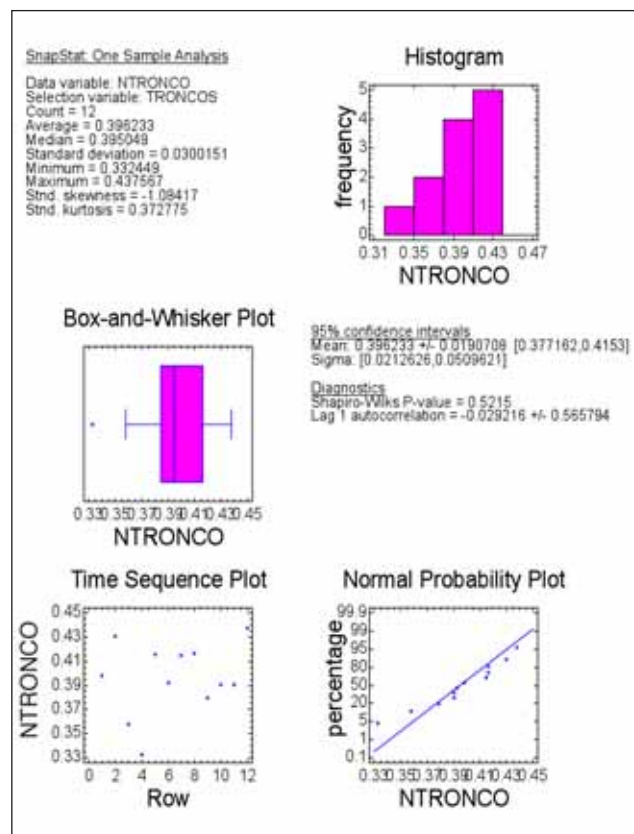 SnapStat: One Sample Analysis
Data variable: NTRONCO
Selection variable: TRONCOS
Count = 12
Average = 0.396233
Median = 0.395049
Standard deviation = 0.0300151
Minimum = 0.332449
Maximum = 0.437567
Stnd. skewness = -1.08417
Stnd. kurtosis = 0.372775
Histogram
frequency
5
4
3
2
1
0
0.31 0.35 0.39 0.43 0.47
NTRONCO
Box-and-Whisker Plot
0.33 0.35 0.37 0.39 0.41 0.43 0.45
NTRONCO
95% confidence intervals
Mean: 0.396233 +/- 0.0190708 [0.377162,0.4153]
Sigma: [0.0212626,0.0509621]
Diagnostics
Shapiro-Wilks P-value = 0.5215
Lag 1 autocorrelation = -0.029216 +/- 0.565794
Time Sequence Plot
NTRONCO
0.45
0.43
0.41
0.39
0.37
0.35
0.33
0 2 4 6 8 10 12
Row
Normal Probability Plot
percentage
99.9
99
95
80
50
20
5
1
0.1
0.33 0.35 0.37 0.39 0.41 0.43 0.45
NTRONCO